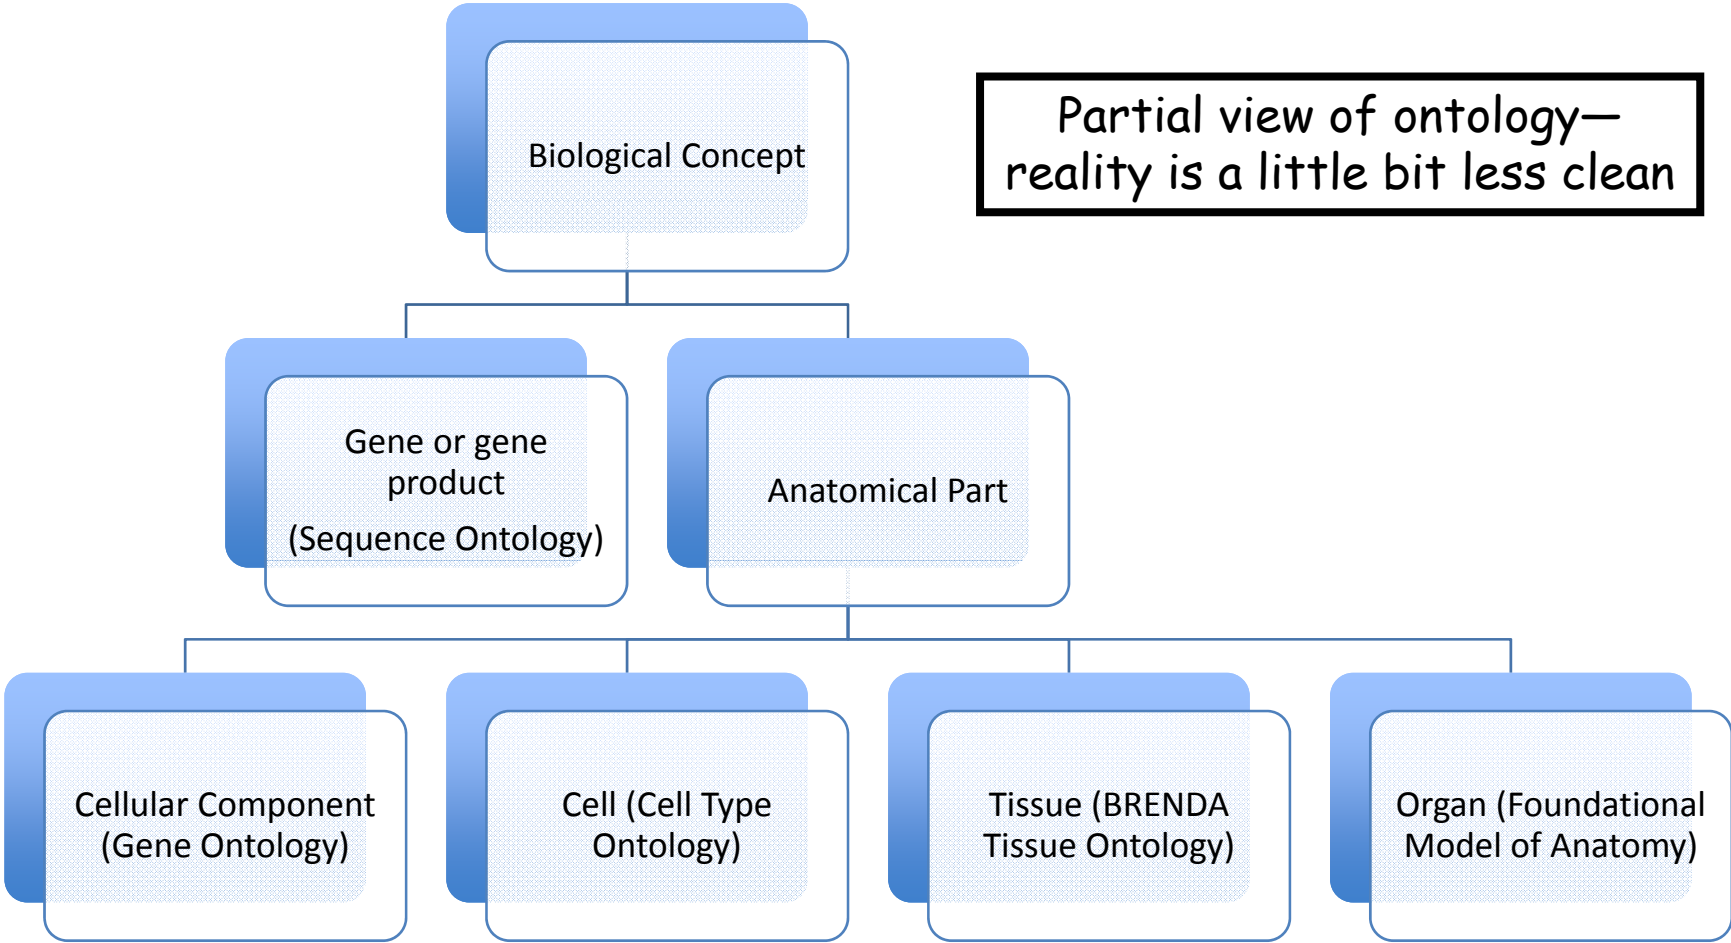 Biological Concept
Partial view of ontology—
reality is a little bit less clean
Gene or gene
product
(Sequence Ontology)
Anatomical Part
Cellular Component
(Gene Ontology)
Cell (Cell Type
Ontology)
Tissue (BRENDA
Tissue Ontology)
Organ (Foundational
Model of Anatomy)